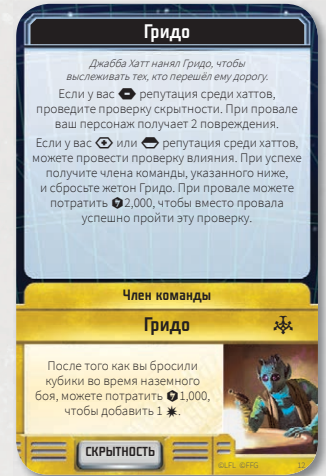 Гридо
Джабба Хатт нанял Гридо, чтобы
выслеживать тех, кто перешёл ему дорогу.
Если у вас репутация среди хаттов,
проведите проверку скрытности. При провале
ваш персонаж получает 2 повреждения.
Если у вас или репутация среди хаттов,
можете провести проверку влияния. При успехе
получите члена команды, указанного ниже,
и сбросьте жетон Гридо. При провале можете
потратить 2,000, чтобы вместо провала
успешно пройти эту проверку.
Член команды
Гридо
После того как вы бросили
кубики во время наземного
боя, можете потратить 1,000,
чтобы добавить 1 .
СКРЫТНОСТЬ
©LFL ©FFG 12